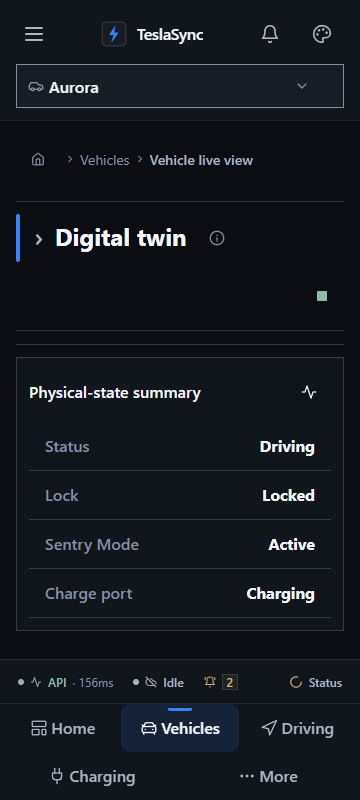 TeslaSync
Aurora
Vehicles Vehicle live view
Digital twin
Physical-state summary
Status Driving
Lock Locked
Sentry Mode Active
Charge port Charging
API · 156ms Idle 2 Status
Home Vehicles Driving
Charging More